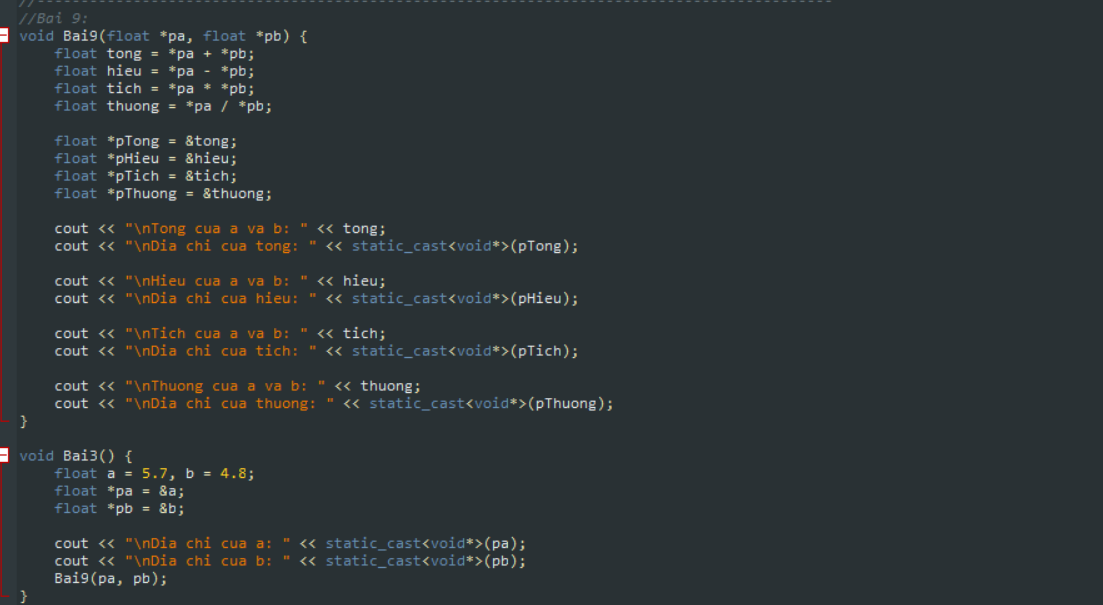 //-----------------------------------------------------------------------------------------
//Bai 9:
void Bai9(float *pa, float *pb) {
    float tong = *pa + *pb;
    float hieu = *pa - *pb;
    float tich = *pa * *pb;
    float thuong = *pa / *pb;

    float *pTong = &tong;
    float *pHieu = &hieu;
    float *pTich = &tich;
    float *pThuong = &thuong;

    cout << "\nTong cua a va b: " << tong;
    cout << "\nDia chi cua tong: " << static_cast<void*>(pTong);

    cout << "\nHieu cua a va b: " << hieu;
    cout << "\nDia chi cua hieu: " << static_cast<void*>(pHieu);

    cout << "\nTich cua a va b: " << tich;
    cout << "\nDia chi cua tich: " << static_cast<void*>(pTich);

    cout << "\nThuong cua a va b: " << thuong;
    cout << "\nDia chi cua thuong: " << static_cast<void*>(pThuong);
}

void Bai3() {
    float a = 5.7, b = 4.8;
    float *pa = &a;
    float *pb = &b;

    cout << "\nDia chi cua a: " << static_cast<void*>(pa);
    cout << "\nDia chi cua b: " << static_cast<void*>(pb);
    Bai9(pa, pb);
}